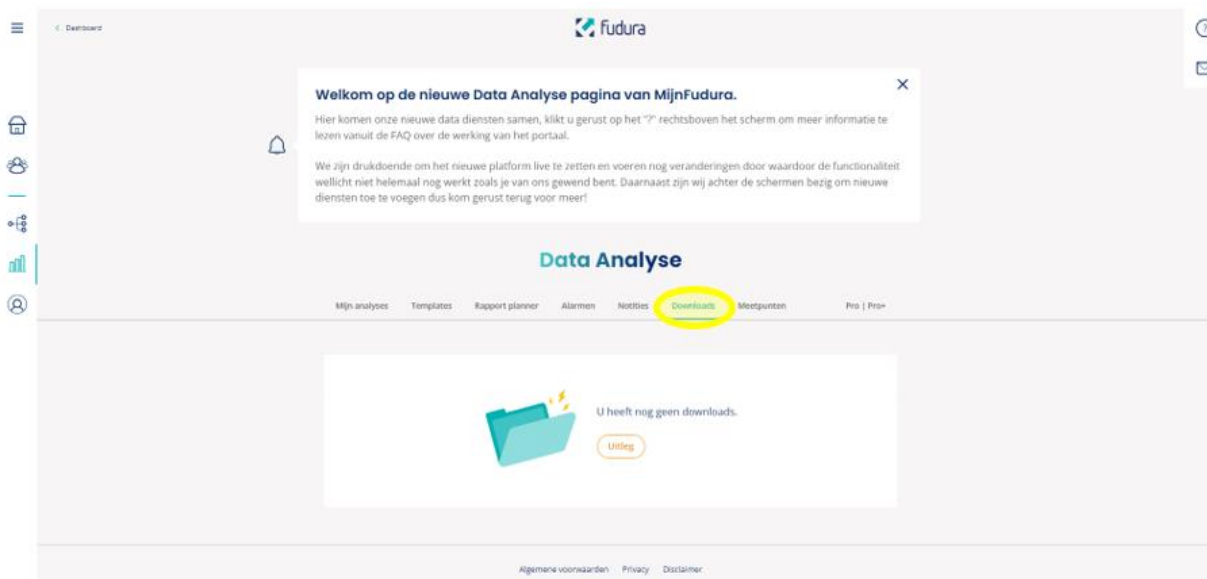 Dashboard
fudura
Welkom op de nieuwe Data Analyse pagina van MijnFudura.
Hier komen onze nieuwe data diensten samen, klikt u gerust op het "?" rechtsboven het scherm om meer informatie te
lezen vanuit de FAQ over de werking van het portaal.
We zijn drukdoende om het nieuwe platform live te zetten en voeren nog veranderingen door waardoor de functionaliteit
wellicht niet helemaal nog werkt zoals je van ons gewend bent. Daarnaast zijn wij achter de schermen bezig om nieuwe
diensten toe te voegen dus kom gerust terug voor meer!
Data Analyse
Mijn analyses Templates Rapport planner Alarmen Notities Downloads Meetpunten Pro | Pro+
U heeft nog geen downloads.
Uitleg
Algemene voorwaarden Privacy Disclaimer